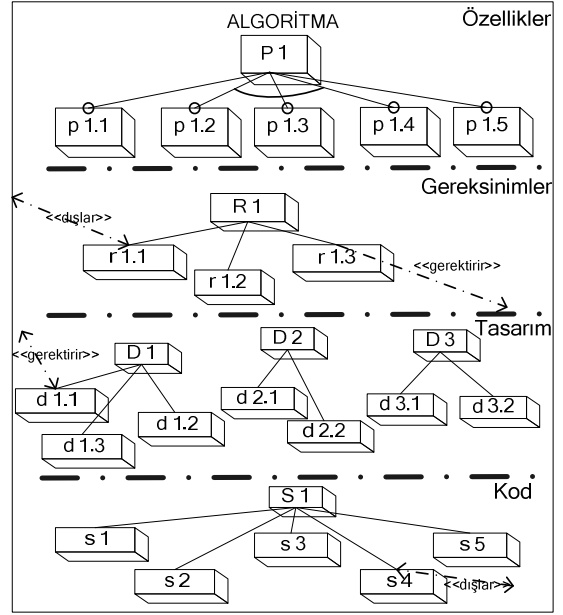 ALGORİTMA
Özellikler
P 1
p 1.1
p 1.2
p 1.3
p 1.4
p 1.5
Gereksinimler
<<dışlar>>
R 1
r 1.1
r 1.2
r 1.3
<<gerektirir>>
Tasarım
<<gerektirir>>
D 1
D 2
D 3
d 1.1
d 1.3
d 1.2
d 2.1
d 2.2
d 3.1
d 3.2
Kod
S 1
s 1
s 2
s 3
s 4
s 5
<<dışlar>>